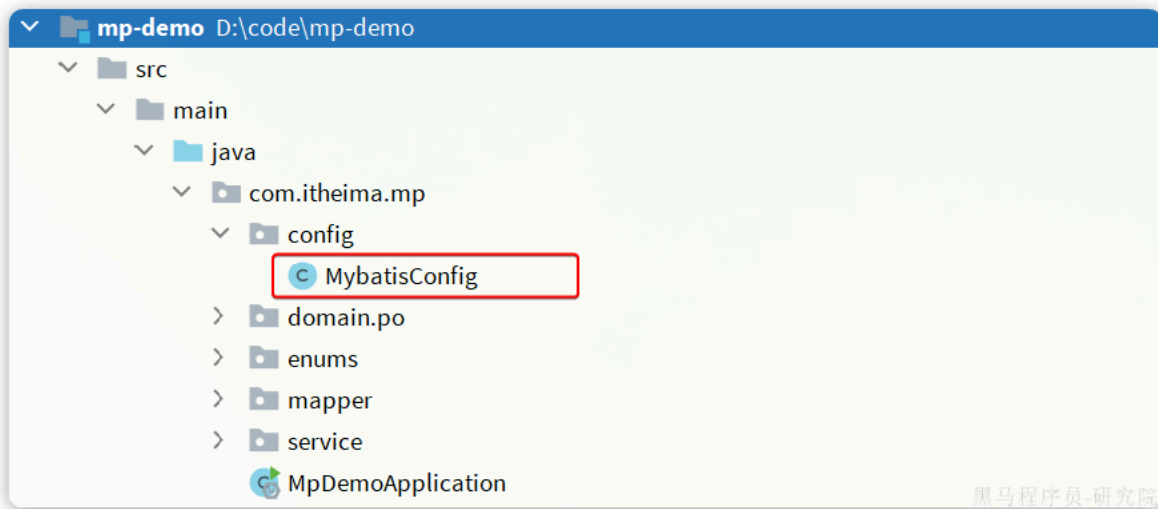 mp-demo D:\code\mp-demo
src
main
java
com.itheima.mp
config
C MybatisConfig
domain.po
enums
mapper
service
MpDemoApplication
黑马程序员-研究院